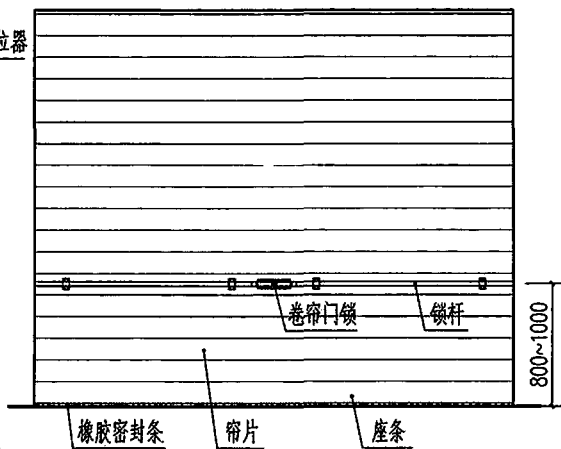 位器
卷帘门锁
锁杆
800~1000
橡胶密封条
帘片
座条